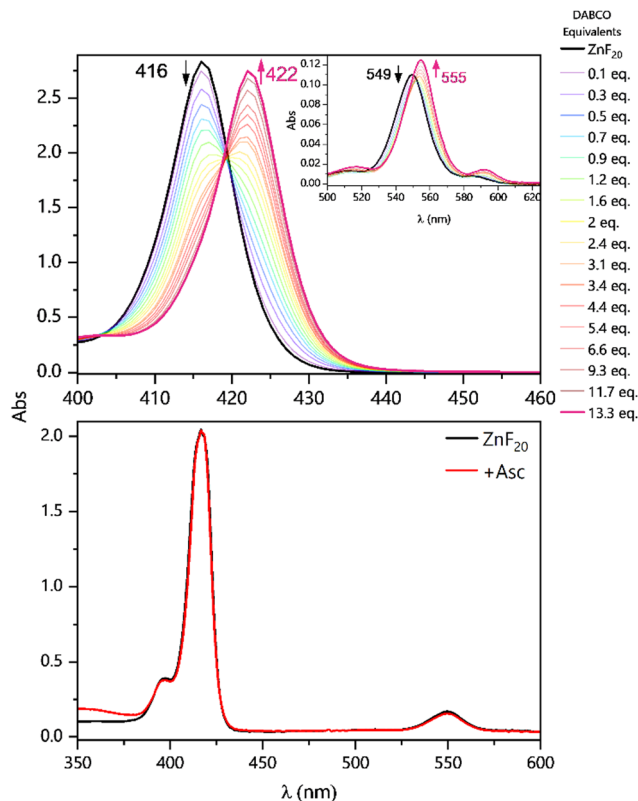 DABCO
Equivalents
ZnF20
0.1 eq.
0.3 eq.
0.5 eq.
0.7 eq.
0.9 eq.
1.2 eq.
1.6 eq.
2 eq.
2.4 eq.
3.1 eq.
3.4 eq.
4.4 eq.
5.4 eq.
6.6 eq.
9.3 eq.
11.7 eq.
13.3 eq.
416
422
2.5
2.0
1.5
1.0
0.5
0.0
400 410 420 430 440 450 460
549
555
0.12
0.10
0.08
0.06
0.04
0.02
0.00
Abs
500 520 540 560 580 600 620
λ (nm)
Abs
ZnF20
+Asc
2.0
1.5
1.0
0.5
0.0
350 400 450 500 550 600
λ (nm)